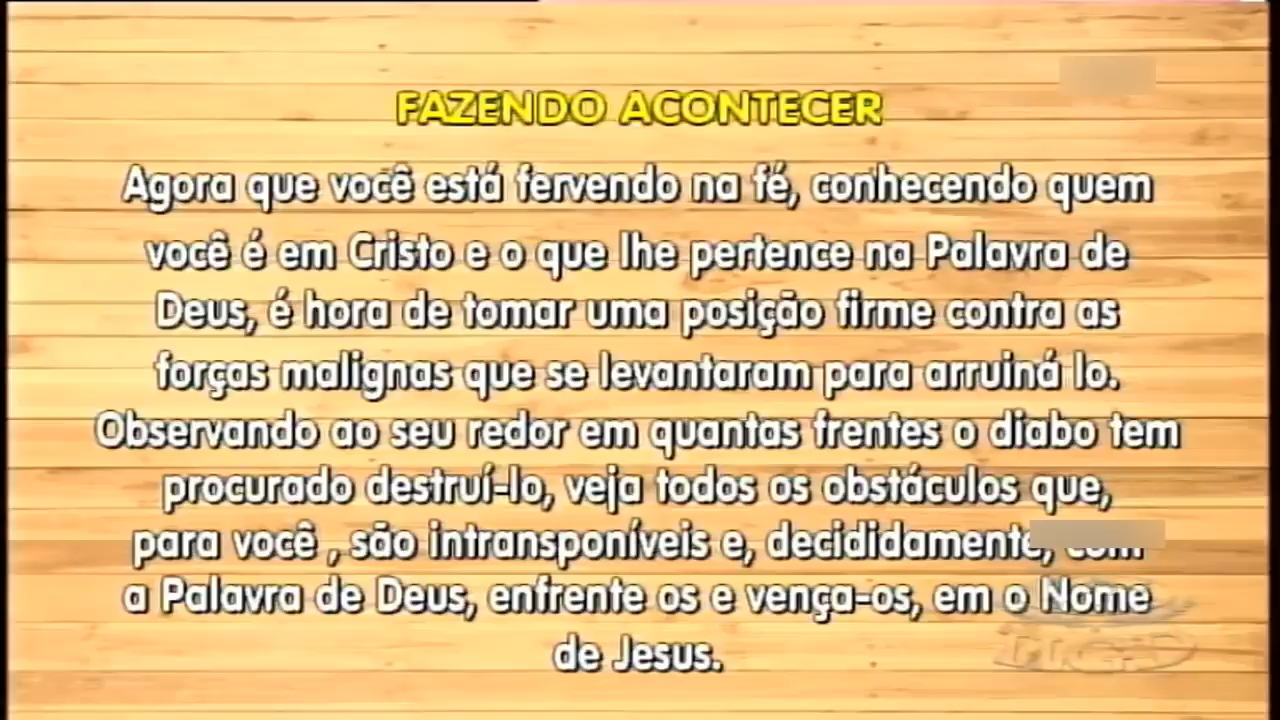 FAZENDO ACONTECER
Agora que você está fervendo na fé, conhecendo quem
você é em Cristo e o que lhe pertence na Palavra de
Deus, é hora de tomar uma posição firme contra as
forças malignas que se levantaram para arruiná lo.
Observando ao seu redor em quantas frentes o diabo tem
procurado destruí-lo, veja todos os obstáculos que,
para você , são intransponíveis e, decididamente, com
a Palavra de Deus, enfrente os e vença-os, em o Nome
de Jesus.